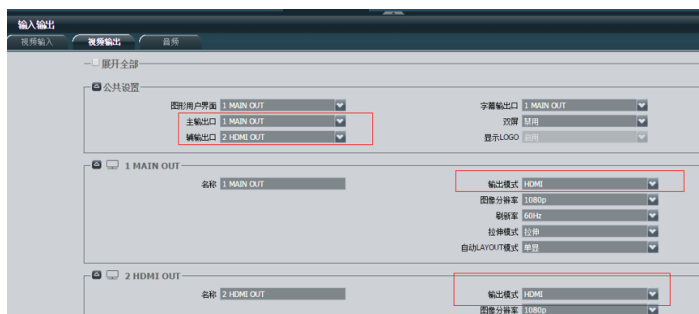 输入输出
视频输入 视频输出 音频
展开全部
公共设置
图形用户界面 1 MAIN OUT 字幕输出口 1 MAIN OUT
主输出口 1 MAIN OUT 双屏 禁用
辅输出口 2 HDMI OUT 显示LOGO 启用
1 MAIN OUT
名称 1 MAIN OUT 输出模式 HDMI
图像分辨率 1080p
刷新率 60Hz
拉伸模式 拉伸
自动LAYOUT模式 单显
2 HDMI OUT
名称 2 HDMI OUT 输出模式 HDMI
图像分辨率 1080p